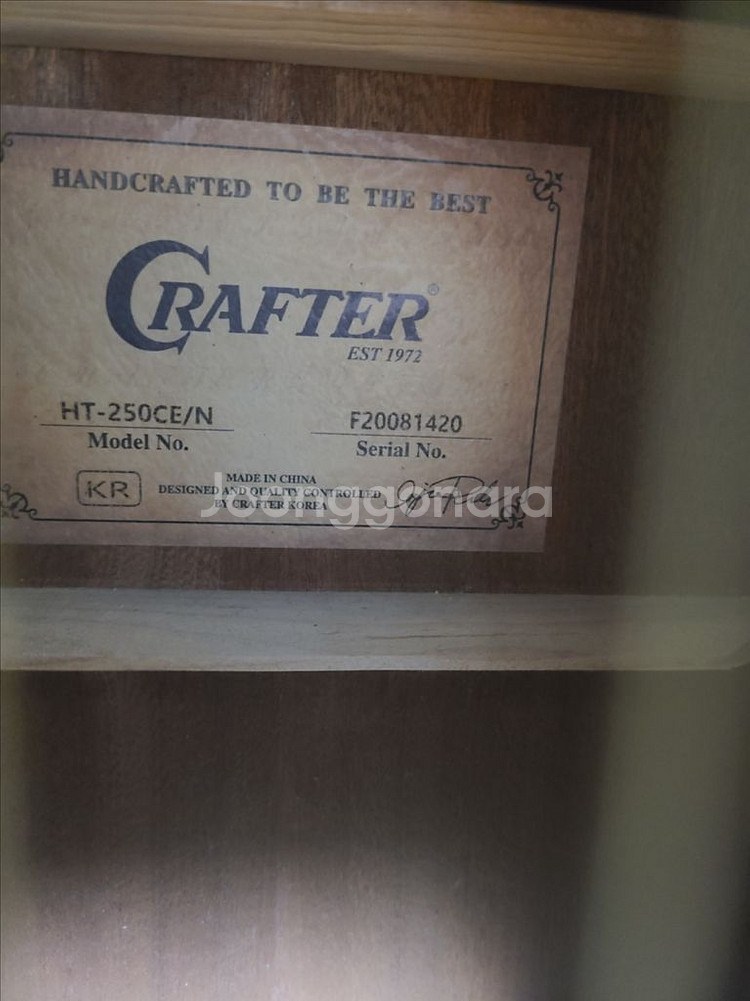 HANDCRAFTED TO BE THE BEST
CRAFTER®
EST 1972
HT-250CE/N
Model No.
F20081420
Serial No.
KR
MADE IN CHINA
DESIGNED AND QUALITY CONTROLLED
BY CRAFTER KOREA
Joonggonara